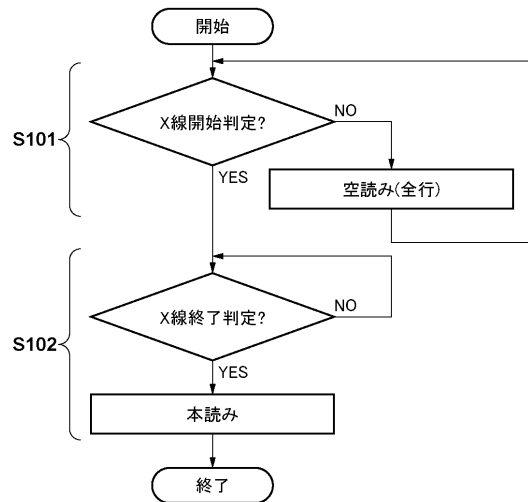 開始
X線開始判定?
NO
S101
YES
空読み(全行)
X線終了判定?
NO
S102
YES
本読み
終了